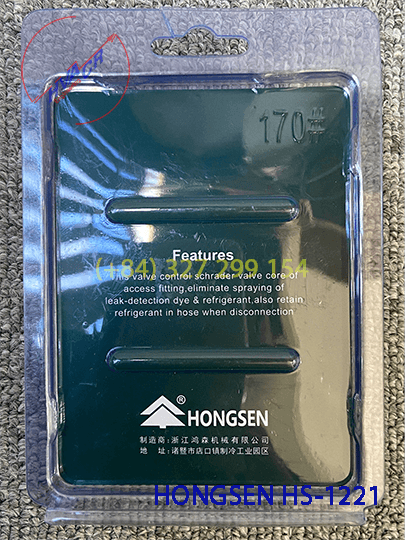 170#
Features
(+84) 327 299 154
This valve control schrader valve core of
access fitting,eliminate spraying of
leak-detection dye & refrigerant,also retain
refrigerant in hose when disconnection
®
HONGSEN
制造商:浙江鸿森机械有限公司
地 址:诸暨市店口镇制冷工业园区
HONGSEN HS-1221